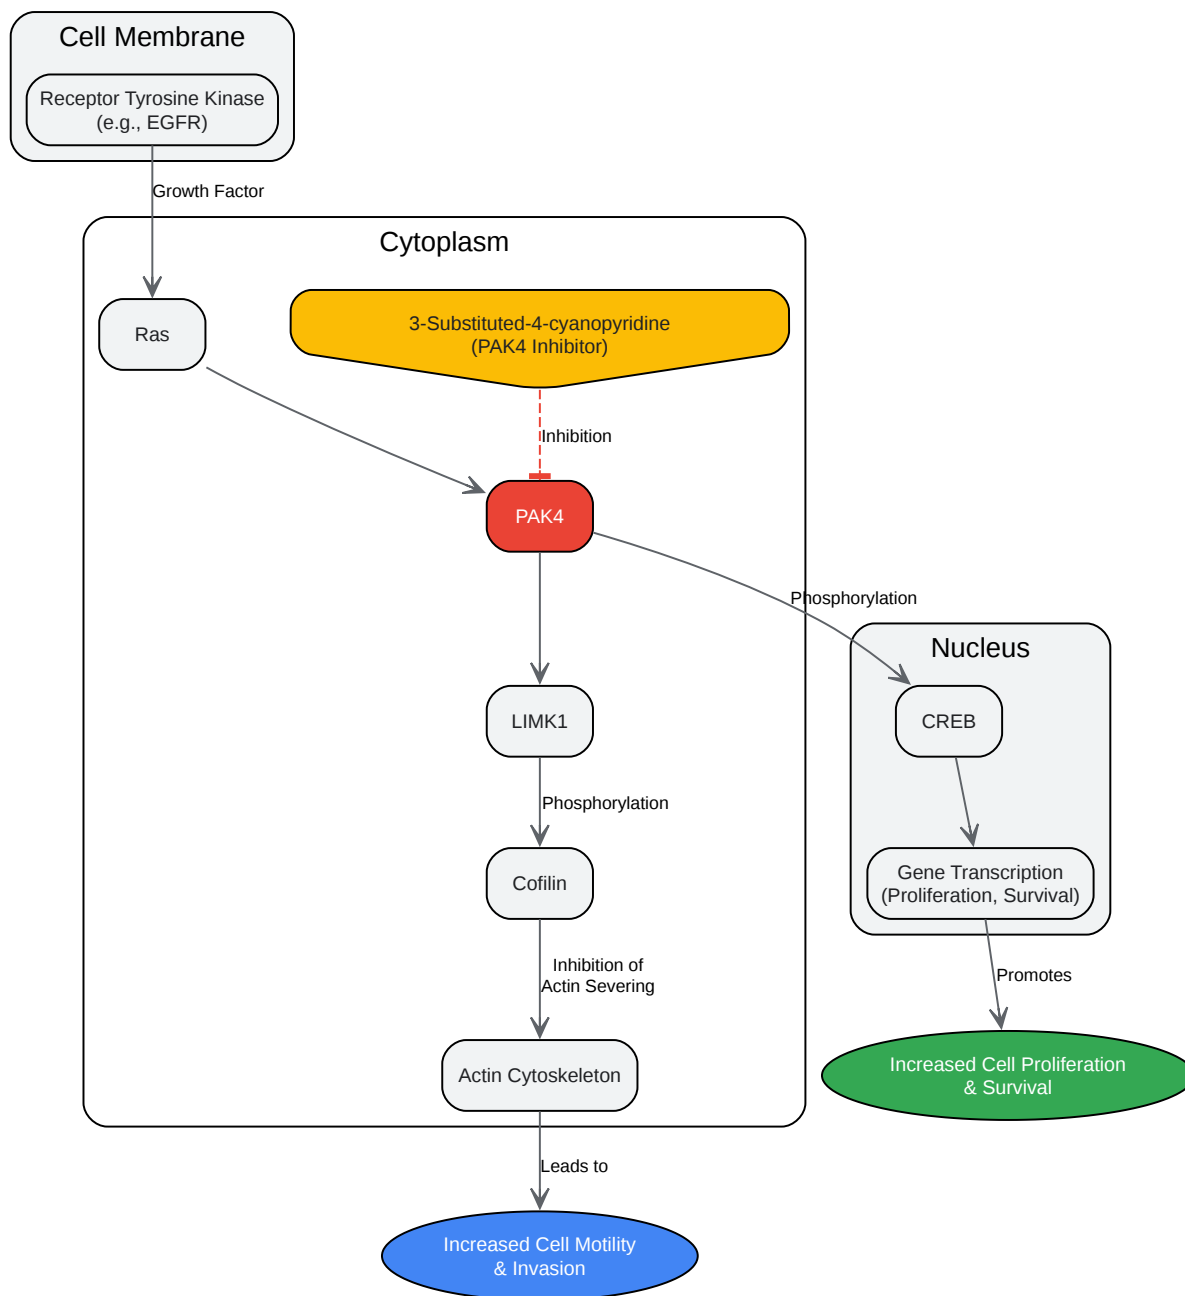 Cell Membrane
Receptor Tyrosine Kinase
(e.g., EGFR)
Growth Factor
Cytoplasm
Ras
3-Substituted-4-cyanopyridine
(PAK4 Inhibitor)
Inhibition
PAK4
Phosphorylation
Nucleus
LIMK1
CREB
Phosphorylation
Cofilin
Gene Transcription
(Proliferation, Survival)
Inhibition of
Actin Severing
Promotes
Actin Cytoskeleton
Increased Cell Proliferation
& Survival
Leads to
Increased Cell Motility
& Invasion